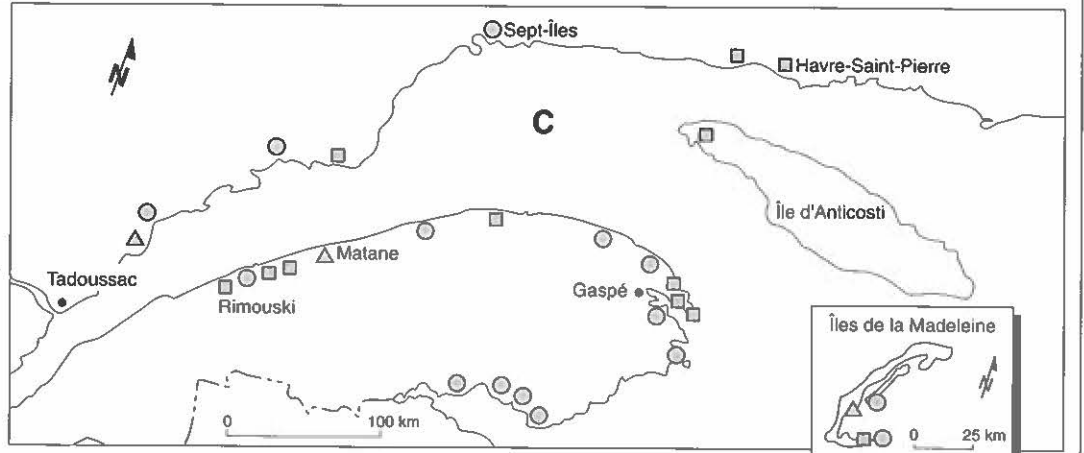 Sept-Îles
N
Havre-Saint-Pierre
C
Île d'Anticosti
Matane
Tadoussac
Gaspé
Rimouski
Îles de la Madeleine
N
0 100 km
0 25 km